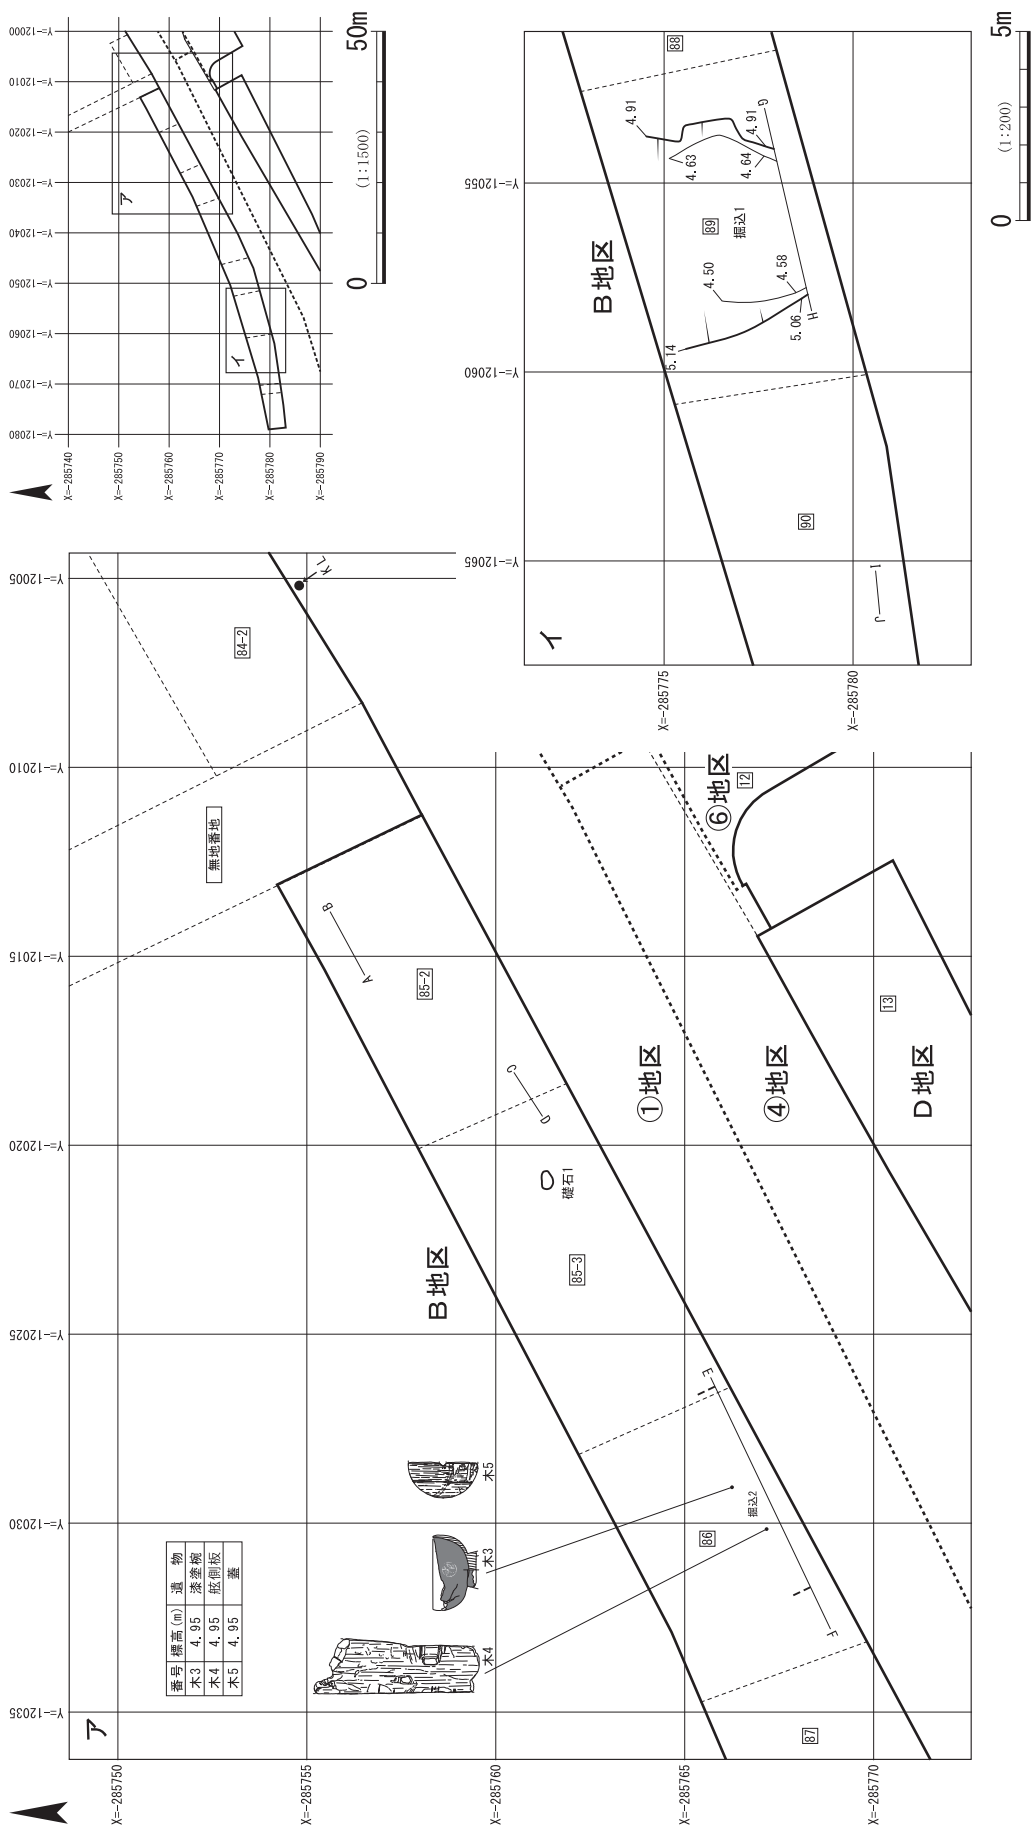 Y=-12000
Y=-12010
Y=-12020
Y=-12030
Y=-12040
Y=-12050
Y=-12060
Y=-12070
Y=-12080
X=-285740
X=-285750
X=-285760
X=-285770
X=-285780
X=-285790
ア
イ
0
50m
(1:1500)
イ
B地区
Y=-12055
Y=-12060
Y=-12065
X=-285775
X=-285780
88
89
90
掘込1
4.91
4.63
4.64
4.91
4.50
4.58
5.14
5.06
G
H
I
J
0
5m
(1:200)
ア
Y=-12005
Y=-12010
Y=-12015
Y=-12020
Y=-12025
Y=-12030
Y=-12035
X=-285750
X=-285755
X=-285760
X=-285765
X=-285770
84-2
無地番地
85-2
85-3
86
87
12
13
B地区
①地区
④地区
⑥地区
D地区
A
B
C
D
E
F
K
L
礎石1
掘込2
木4
木3
木5
番号 標高(m) 遺物
木3 4.95 漆塗椀
木4 4.95 舷側板
木5 4.95 蓋